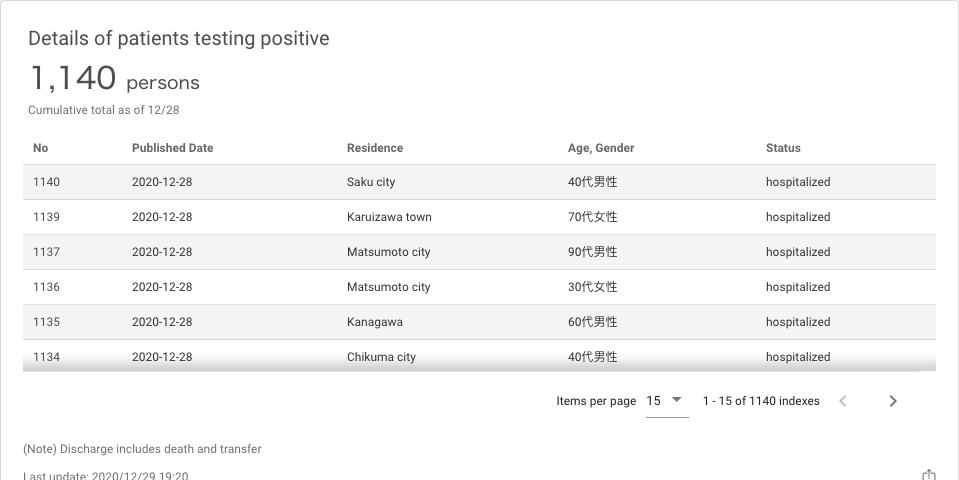 Details of patients testing positive
1,140 persons
Cumulative total as of 12/28
No Published Date Residence Age, Gender Status
1140 2020-12-28 Saku city 40代男性 hospitalized
1139 2020-12-28 Karuizawa town 70代女性 hospitalized
1137 2020-12-28 Matsumoto city 90代男性 hospitalized
1136 2020-12-28 Matsumoto city 30代女性 hospitalized
1135 2020-12-28 Kanagawa 60代男性 hospitalized
1134 2020-12-28 Chikuma city 40代男性 hospitalized
Items per page 15 1 - 15 of 1140 indexes
(Note) Discharge includes death and transfer
Last update: 2020/12/29 19:20